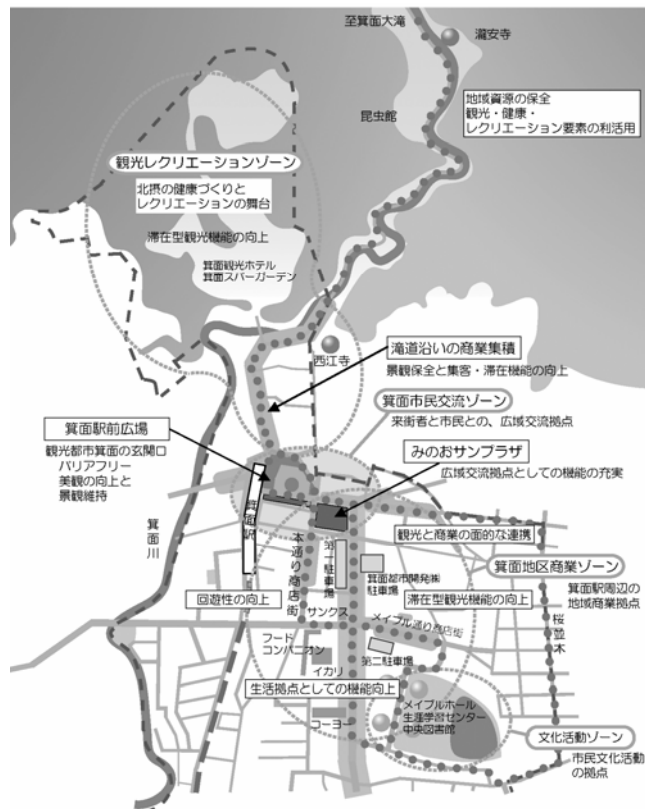 至箕面大滝
瀧安寺
昆虫館
地域資源の保全
観光・健康・
レクリエーション要素の利活用
観光レクリエーションゾーン
北摂の健康づくりと
レクリエーションの舞台
滞在型観光機能の向上
箕面観光ホテル
箕面スパーガーデン
西江寺
滝道沿いの商業集積
景観保全と集客・滞在機能の向上
箕面市民交流ゾーン
来街者と市民との、広域交流拠点
箕面駅前広場
観光都市箕面の玄関口
バリアフリー
美観の向上と
景観維持
みのおサンプラザ
広域交流拠点としての機能の充実
箕面川
箕面駅
本通り商店街
第一駐車場
観光と商業の面的な連携
箕面都市開発㈱
駐車場
箕面地区商業ゾーン
箕面駅周辺の
地域商業拠点
回遊性の向上
滞在型観光機能の向上
サンクス
メイプル通り商店街
桜並木
フード
コンパニオン
イカリ
第二駐車場
生活拠点としての機能向上
メイプルホール
生涯学習センター
中央図書館
コーヨー
文化活動ゾーン
市民文化活動
の拠点